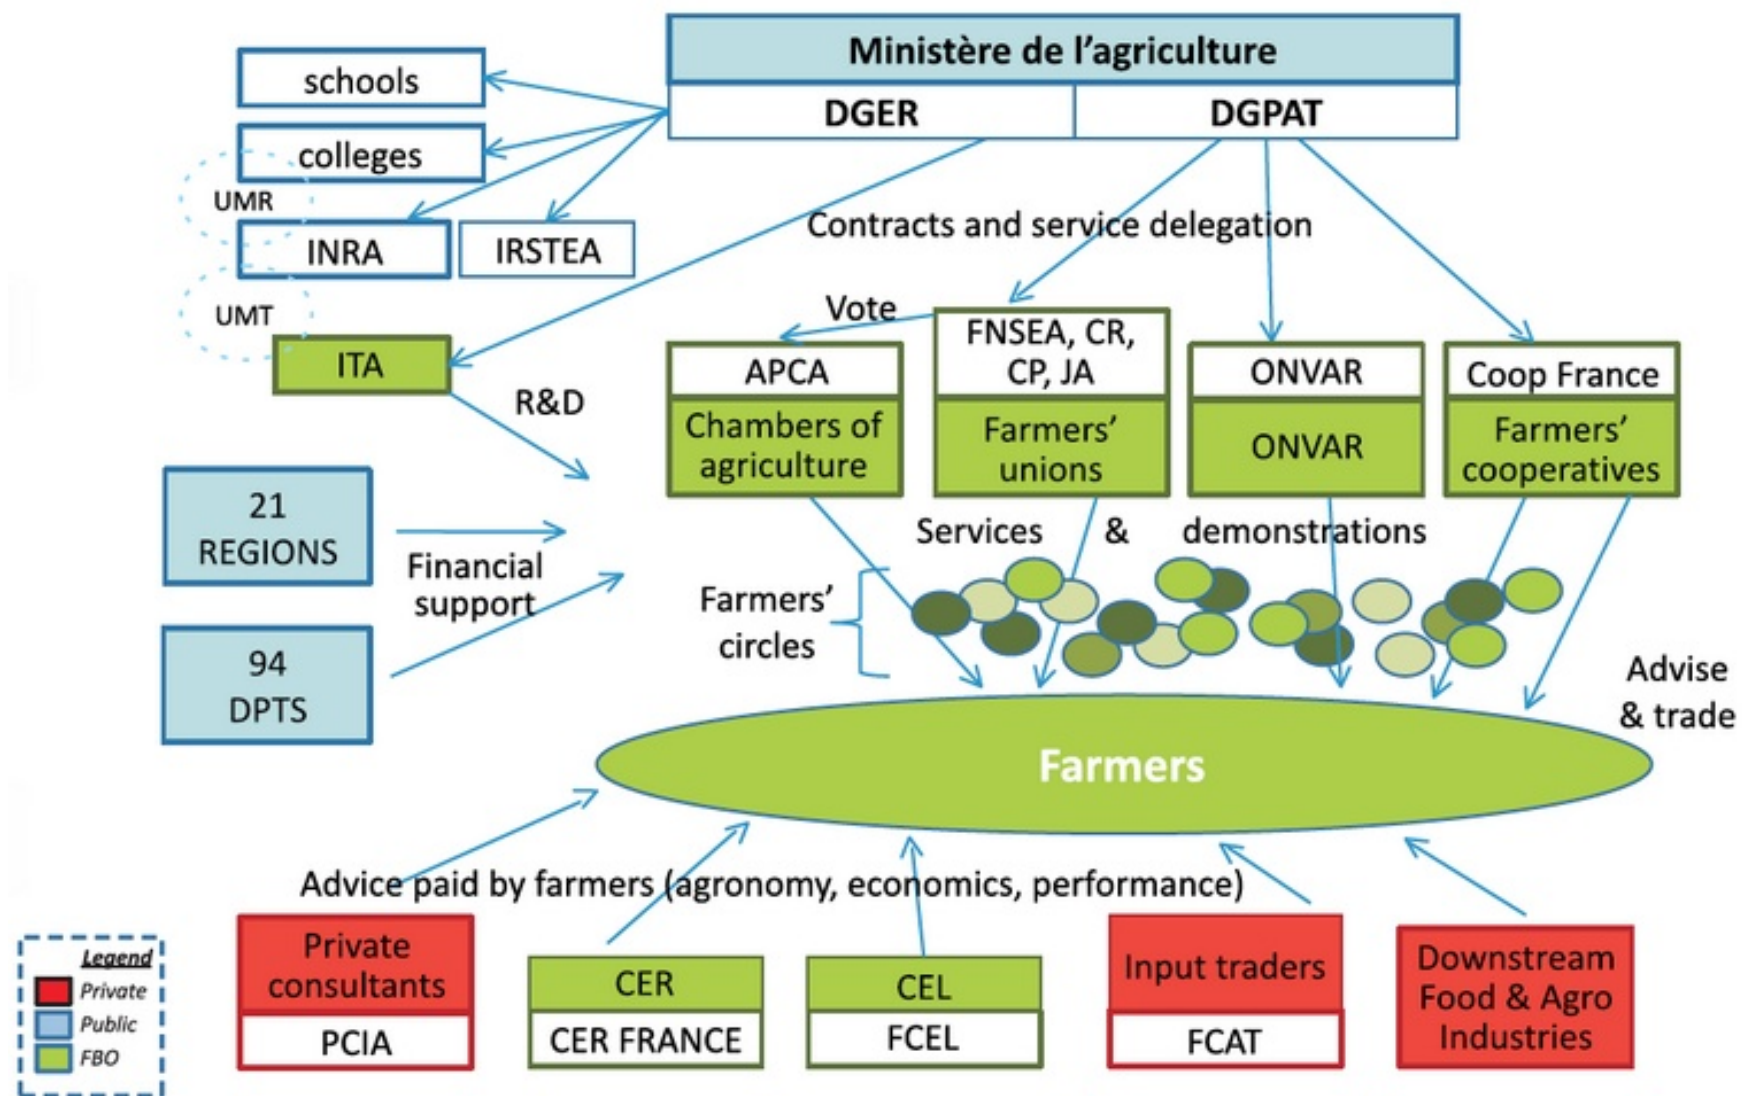 Ministère de l’agriculture
DGER
DGPAT
schools
colleges
UMR
INRA
IRSTEA
UMT
ITA
Contracts and service delegation
Vote
R&D
APCA
Chambers of
agriculture
FNSEA, CR,
CP, JA
Farmers’
unions
ONVAR
ONVAR
Coop France
Farmers’
cooperatives
21
REGIONS
Financial
support
94
DPTS
Services & demonstrations
Farmers’
circles
Advise
& trade
Farmers
Advice paid by farmers (agronomy, economics, performance)
Private
consultants
PCIA
CER
CER FRANCE
CEL
FCEL
Input traders
FCAT
Downstream
Food & Agro
Industries
Legend
Private
Public
FBO